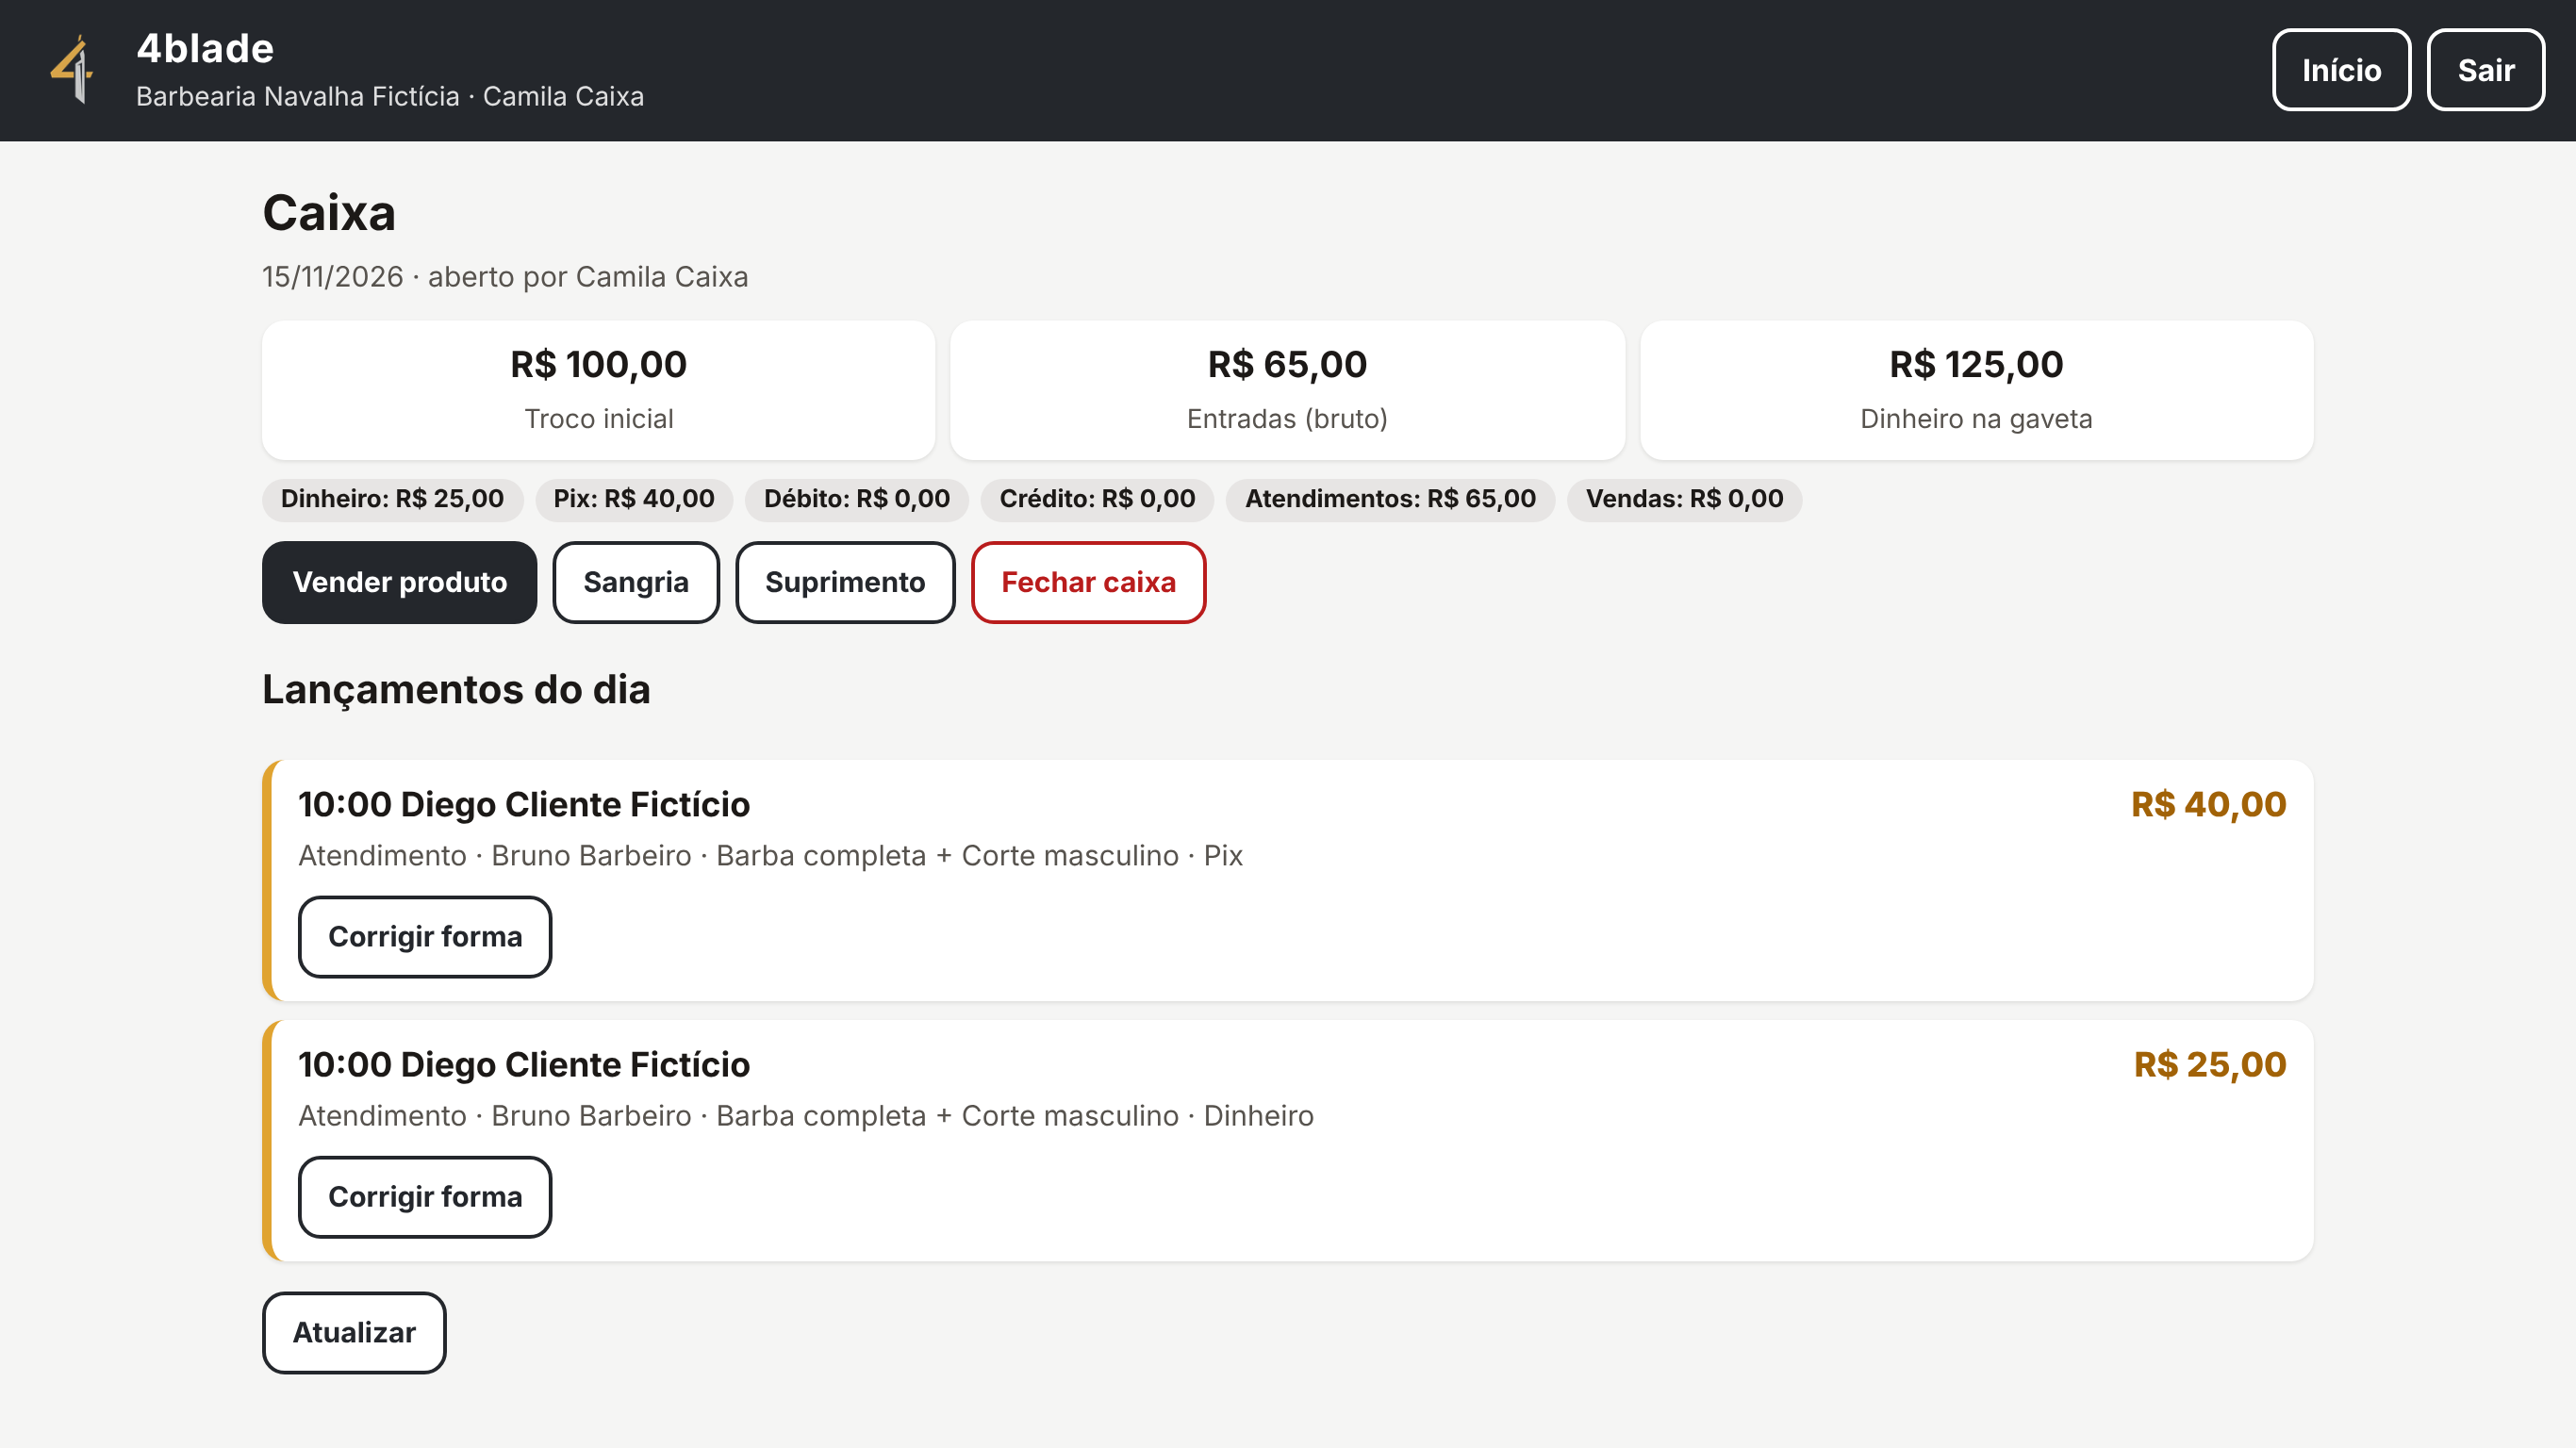 4blade
Barbearia Navalha Fictícia · Camila Caixa
Início
Sair
Caixa
15/11/2026 · aberto por Camila Caixa
R$ 100,00
Troco inicial
R$ 65,00
Entradas (bruto)
R$ 125,00
Dinheiro na gaveta
Dinheiro: R$ 25,00
Pix: R$ 40,00
Débito: R$ 0,00
Crédito: R$ 0,00
Atendimentos: R$ 65,00
Vendas: R$ 0,00
Vender produto
Sangria
Suprimento
Fechar caixa
Lançamentos do dia
10:00 Diego Cliente Fictício
R$ 40,00
Atendimento · Bruno Barbeiro · Barba completa + Corte masculino · Pix
Corrigir forma
10:00 Diego Cliente Fictício
R$ 25,00
Atendimento · Bruno Barbeiro · Barba completa + Corte masculino · Dinheiro
Corrigir forma
Atualizar